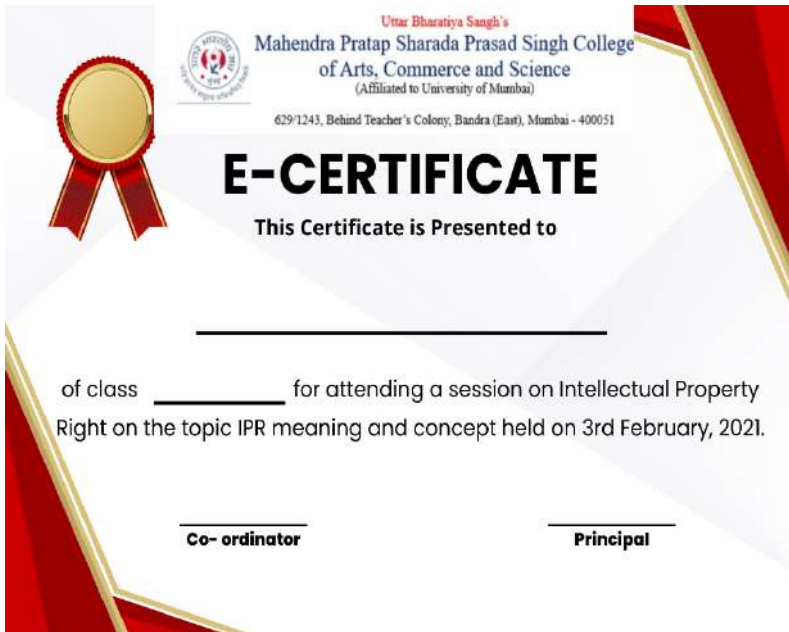 Uttar Bharatiya Sangh's
Mahendra Pratap Sharada Prasad Singh College
of Arts, Commerce and Science
(Affiliated to University of Mumbai)
629/1243, Behind Teacher's Colony, Bandra (East), Mumbai - 400051
E-CERTIFICATE
This Certificate is Presented to
of class for attending a session on Intellectual Property
Right on the topic IPR meaning and concept held on 3rd February, 2021.
Co- ordinator
Principal